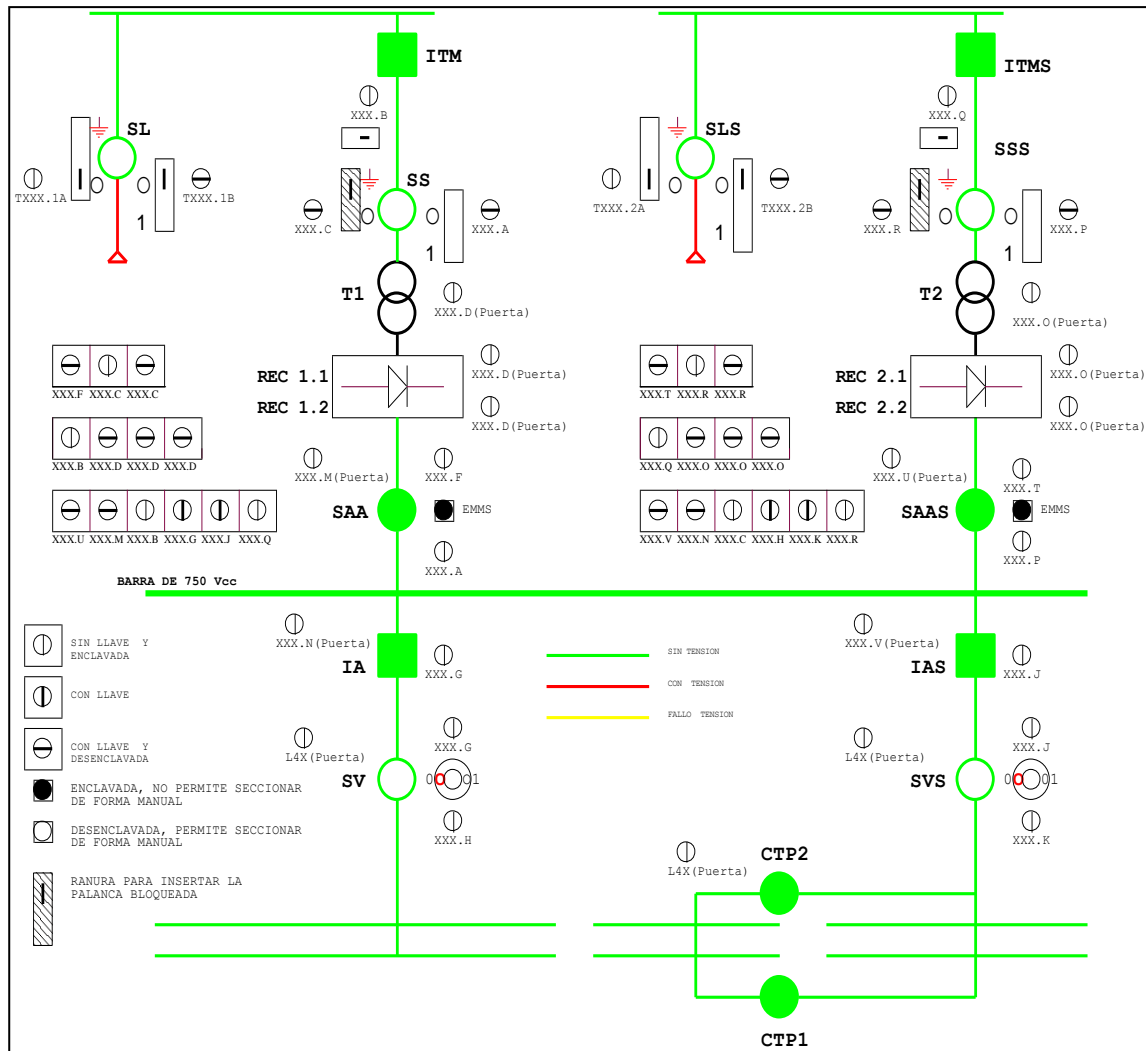 ITM
ITMS
XXX.B
XXX.Q
SL
SLS
SSS
SS
TXXX.1A
TXXX.1B
1
XXX.C
XXX.A
1
TXXX.2A
TXXX.2B
1
XXX.R
XXX.P
1
T1
XXX.D(Puerta)
T2
XXX.O(Puerta)
REC 1.1
REC 1.2
XXX.D(Puerta)
XXX.D(Puerta)
REC 2.1
REC 2.2
XXX.O(Puerta)
XXX.O(Puerta)
XXX.F XXX.C XXX.C
XXX.T XXX.R XXX.R
XXX.B XXX.D XXX.D XXX.D
XXX.Q XXX.O XXX.O XXX.O
XXX.M(Puerta)
XXX.F
XXX.U(Puerta)
XXX.T
SAA
EMMS
SAAS
EMMS
XXX.U XXX.M XXX.B XXX.G XXX.J XXX.Q
XXX.V XXX.N XXX.C XXX.H XXX.K XXX.R
XXX.A
XXX.P
BARRA DE 750 Vcc
XXX.N(Puerta)
XXX.V(Puerta)
IA
XXX.G
IAS
XXX.J
SIN LLAVE Y
ENCLAVADA
CON LLAVE
CON LLAVE Y
DESENCLAVADA
ENCLAVADA, NO PERMITE SECCIONAR
DE FORMA MANUAL
DESENCLAVADA, PERMITE SECCIONAR
DE FORMA MANUAL
RANURA PARA INSERTAR LA
PALANCA BLOQUEADA
SIN TENSION
CON TENSION
FALLO TENSION
L4X(Puerta)
XXX.G
SV
0 1
XXX.H
L4X(Puerta)
XXX.J
SVS
0 1
XXX.K
L4X(Puerta)
CTP2
CTP1